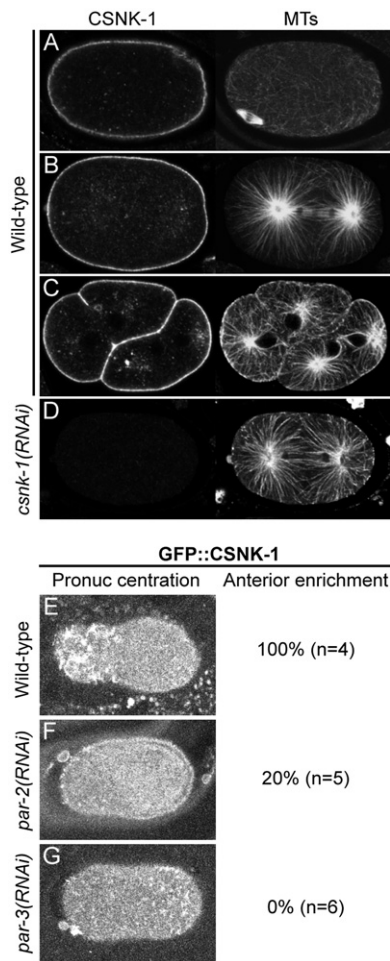 CSNK-1 MTs
A
Wild-type
B
C
csnk-1(RNAi)
D
GFP::CSNK-1
Pronuc centration Anterior enrichment
Wild-type
E
100% (n=4)
par-2(RNAi)
F
20% (n=5)
par-3(RNAi)
G
0% (n=6)